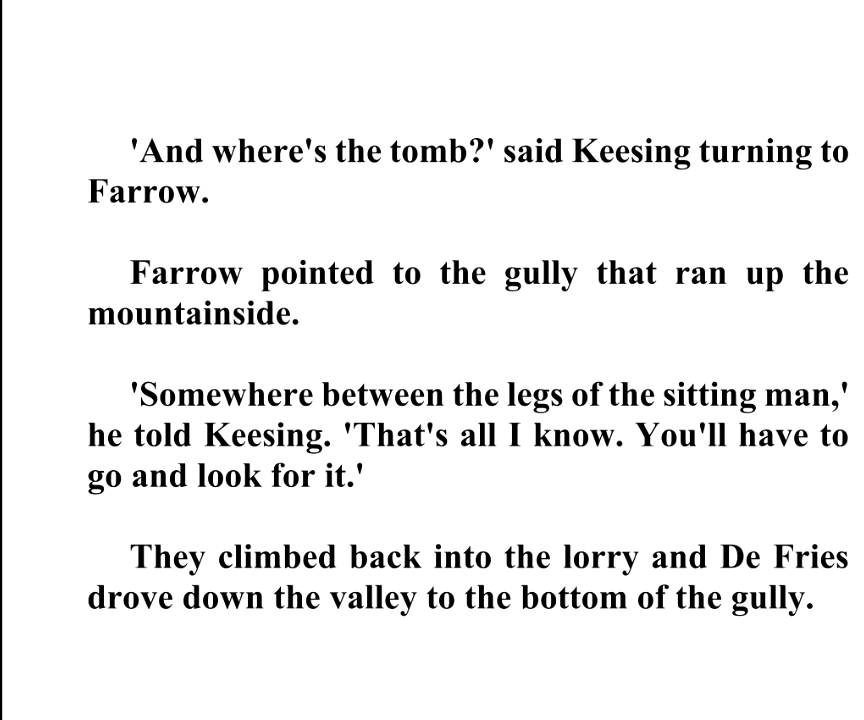 'And where's the tomb?' said Keesing turning to
Farrow.
Farrow pointed to the gully that ran up the
mountainside.
'Somewhere between the legs of the sitting man,'
he told Keesing. 'That's all I know. You'll have to
go and look for it.'
They climbed back into the lorry and De Fries
drove down the valley to the bottom of the gully.